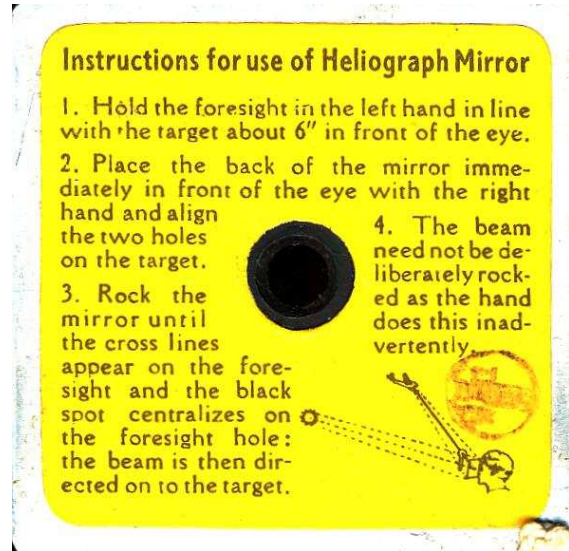 Instructions for use of Heliograph Mirror
1. Hold the foresight in the left hand in line
with the target about 6" in front of the eye.
2. Place the back of the mirror imme-
diately in front of the eye with the right
hand and align
the two holes
on the target.
3. Rock the
mirror until
the cross lines
appear on the fore-
sight and the black
spot centralizes on
the foresight hole:
the beam is then dir-
ected on to the target.
4. The beam
need not be de-
liberately rock-
ed as the hand
does this inad-
vertently.